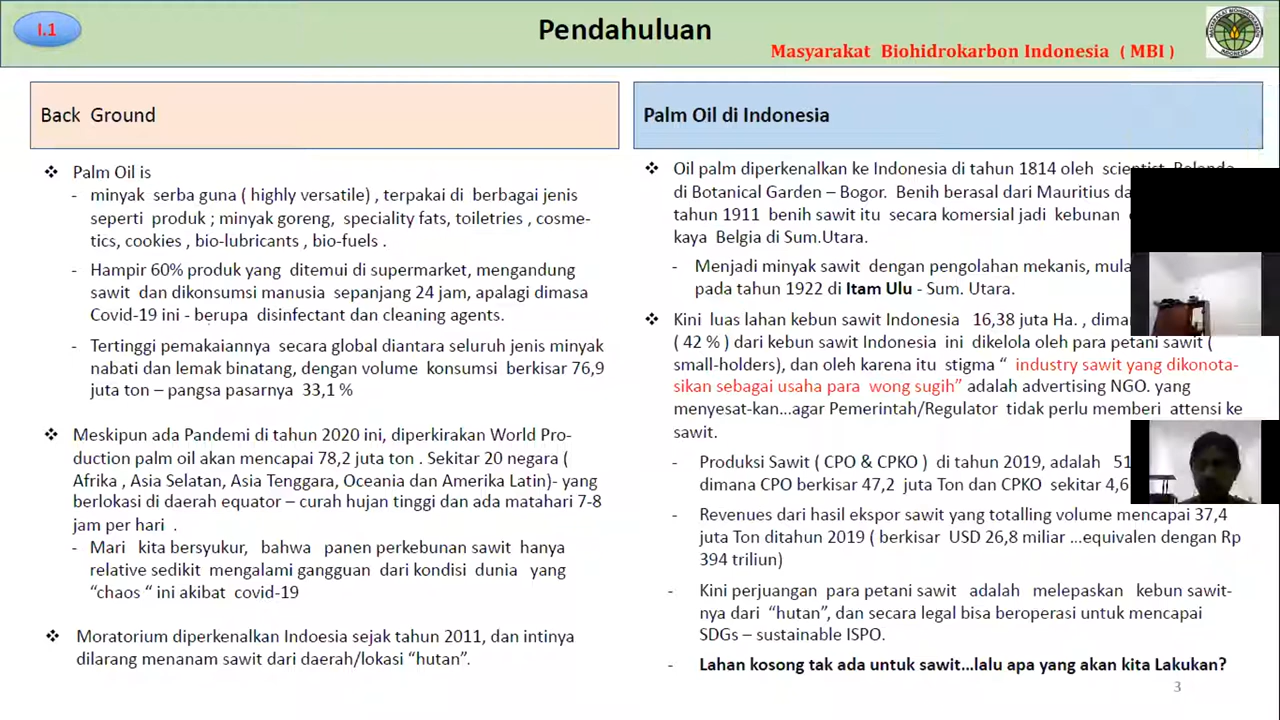 I.1
Pendahuluan
Masyarakat Biohidrokarbon Indonesia ( MBI )
Back Ground
❖ Palm Oil is
- minyak serba guna ( highly versatile) , terpakai di berbagai jenis
seperti produk ; minyak goreng, speciality fats, toiletries , cosme-
tics, cookies , bio-lubricants , bio-fuels .
- Hampir 60% produk yang ditemui di supermarket, mengandung
sawit dan dikonsumsi manusia sepanjang 24 jam, apalagi dimasa
Covid-19 ini - berupa disinfectant dan cleaning agents.
- Tertinggi pemakaiannya secara global diantara seluruh jenis minyak
nabati dan lemak binatang, dengan volume konsumsi berkisar 76,9
juta ton – pangsa pasarnya 33,1 %
❖ Meskipun ada Pandemi di tahun 2020 ini, diperkirakan World Pro-
duction palm oil akan mencapai 78,2 juta ton . Sekitar 20 negara (
Afrika , Asia Selatan, Asia Tenggara, Oceania dan Amerika Latin)- yang
berlokasi di daerah equator – curah hujan tinggi dan ada matahari 7-8
jam per hari .
- Mari kita bersyukur, bahwa panen perkebunan sawit hanya
relative sedikit mengalami gangguan dari kondisi dunia yang
“chaos “ ini akibat covid-19
❖ Moratorium diperkenalkan Indoesia sejak tahun 2011, dan intinya
dilarang menanam sawit dari daerah/lokasi “hutan”.
Palm Oil di Indonesia
❖ Oil palm diperkenalkan ke Indonesia di tahun 1814 oleh scientist Belanda
di Botanical Garden – Bogor. Benih berasal dari Mauritius
tahun 1911 benih sawit itu secara komersial jadi kebunan
kaya Belgia di Sum.Utara.
- Menjadi minyak sawit dengan pengolahan mekanis,
pada tahun 1922 di Itam Ulu - Sum. Utara.
❖ Kini luas lahan kebun sawit Indonesia 16,38 juta Ha. ,
( 42 % ) dari kebun sawit Indonesia ini dikelola oleh para petani sawit (
small-holders), dan oleh karena itu stigma “ industry sawit yang dikonota-
sikan sebagai usaha para wong sugih” adalah advertising NGO. yang
menyesat-kan...agar Pemerintah/Regulator tidak perlu memberi attensi ke
sawit.
- Produksi Sawit ( CPO & CPKO ) di tahun 2019, adalah
dimana CPO berkisar 47,2 juta Ton dan CPKO sekitar
- Revenues dari hasil ekspor sawit yang totalling volume mencapai 37,4
juta Ton ditahun 2019 ( berkisar USD 26,8 miliar ...equivalen dengan Rp
394 triliun)
- Kini perjuangan para petani sawit adalah melepaskan kebun sawit-
nya dari “hutan”, dan secara legal bisa beroperasi untuk mencapai
SDGs – sustainable ISPO.
- Lahan kosong tak ada untuk sawit...lalu apa yang akan kita Lakukan?
3